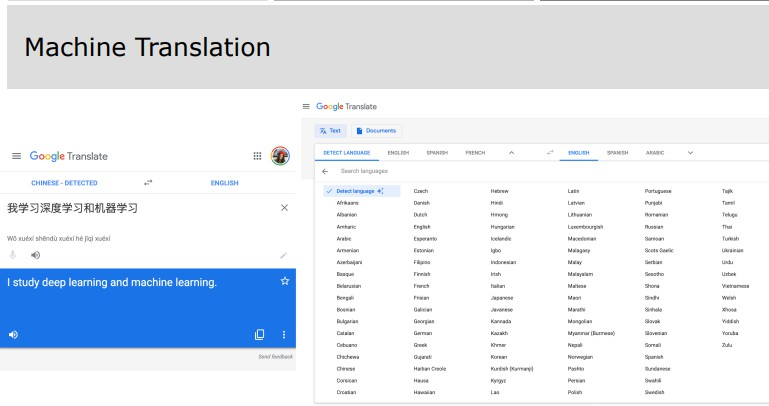 Machine Translation
Google Translate
CHINESE - DETECTED
ENGLISH
我学习深度学习和机器学习
Wǒ xuéxí shēndù xuéxí hé jīqì xuéxí
I study deep learning and machine learning.
Send feedback
Google Translate
Text Documents
DETECT LANGUAGE ENGLISH SPANISH FRENCH ENGLISH SPANISH ARABIC
Search languages
Detect language Czech Hebrew Latin Portuguese Tajik
Afrikaans Danish Hindi Latvian Punjabi Tamil
Albanian Dutch Hmong Lithuanian Romanian Telugu
Amharic English Hungarian Luxembourgish Russian Thai
Arabic Esperanto Icelandic Macedonian Samoan Turkish
Armenian Estonian Igbo Malagasy Scots Gaelic Ukrainian
Azerbaijani Filipino Indonesian Malay Serbian Urdu
Basque Finnish Irish Malayalam Sesotho Uzbek
Belarusian French Italian Maltese Shona Vietnamese
Bengali Frisian Japanese Maori Sindhi Welsh
Bosnian Galician Javanese Marathi Sinhala Xhosa
Bulgarian Georgian Kannada Mongolian Slovak Yiddish
Catalan German Kazakh Myanmar (Burmese) Slovenian Yoruba
Cebuano Greek Khmer Nepali Somali Zulu
Chichewa Gujarati Korean Norwegian Spanish
Chinese Haitian Creole Kurdish (Kurmanji) Pashto Sundanese
Corsican Hausa Kyrgyz Persian Swahili
Croatian Hawaiian Lao Polish Swedish